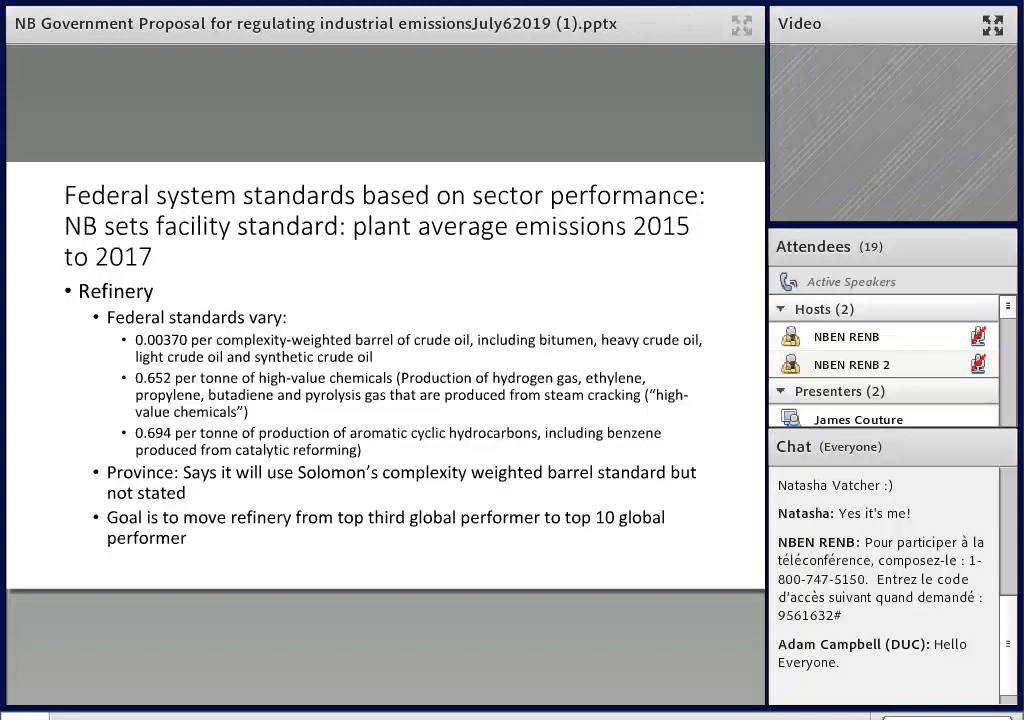 NB Government Proposal for regulating industrial emissionsJuly62019 (1).pptx
Federal system standards based on sector performance:
NB sets facility standard: plant average emissions 2015
to 2017
• Refinery
• Federal standards vary:
• 0.00370 per complexity-weighted barrel of crude oil, including bitumen, heavy crude oil,
light crude oil and synthetic crude oil
• 0.652 per tonne of high-value chemicals (Production of hydrogen gas, ethylene,
propylene, butadiene and pyrolysis gas that are produced from steam cracking (“high-
value chemicals”)
• 0.694 per tonne of production of aromatic cyclic hydrocarbons, including benzene
produced from catalytic reforming)
• Province: Says it will use Solomon’s complexity weighted barrel standard but
not stated
• Goal is to move refinery from top third global performer to top 10 global
performer
Video
Attendees (19)
Active Speakers
Hosts (2)
NBEN RENB
NBEN RENB 2
Presenters (2)
James Couture
Chat (Everyone)
Natasha Vatcher :)
Natasha: Yes it's me!
NBEN RENB: Pour participer à la
téléconférence, composez-le : 1-
800-747-5150. Entrez le code
d’accès suivant quand demandé :
9561632#
Adam Campbell (DUC): Hello
Everyone.